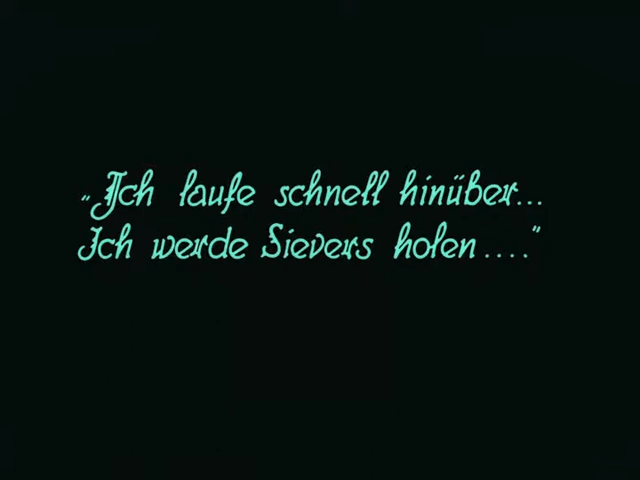 „Ich laufe schnell hinüber...
Ich werde Sievers holen....”